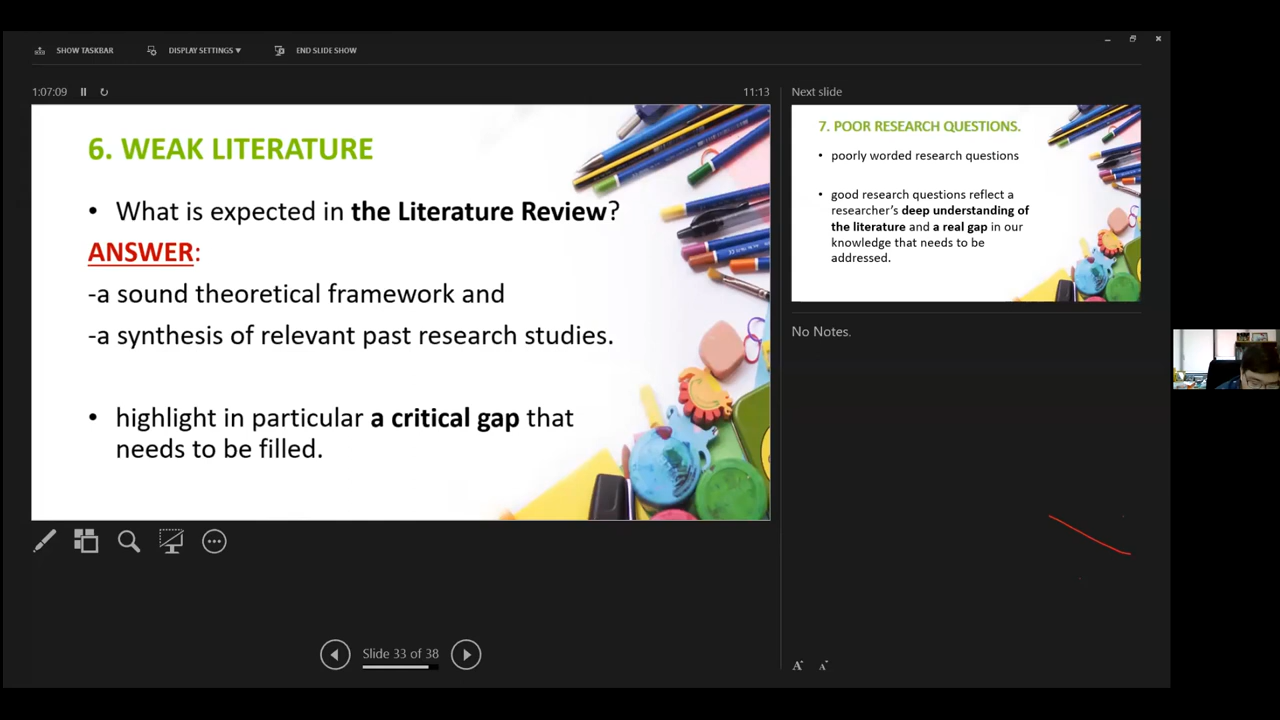 SHOW TASKBAR
DISPLAY SETTINGS ▾
END SLIDE SHOW
1:07:09
11:13
6. WEAK LITERATURE
• What is expected in the Literature Review?
ANSWER:
-a sound theoretical framework and
-a synthesis of relevant past research studies.
• highlight in particular a critical gap that
needs to be filled.
Slide 33 of 38
Next slide
7. POOR RESEARCH QUESTIONS.
• poorly worded research questions
• good research questions reflect a
researcher's deep understanding of
the literature and a real gap in our
knowledge that needs to be
addressed.
No Notes.
A A